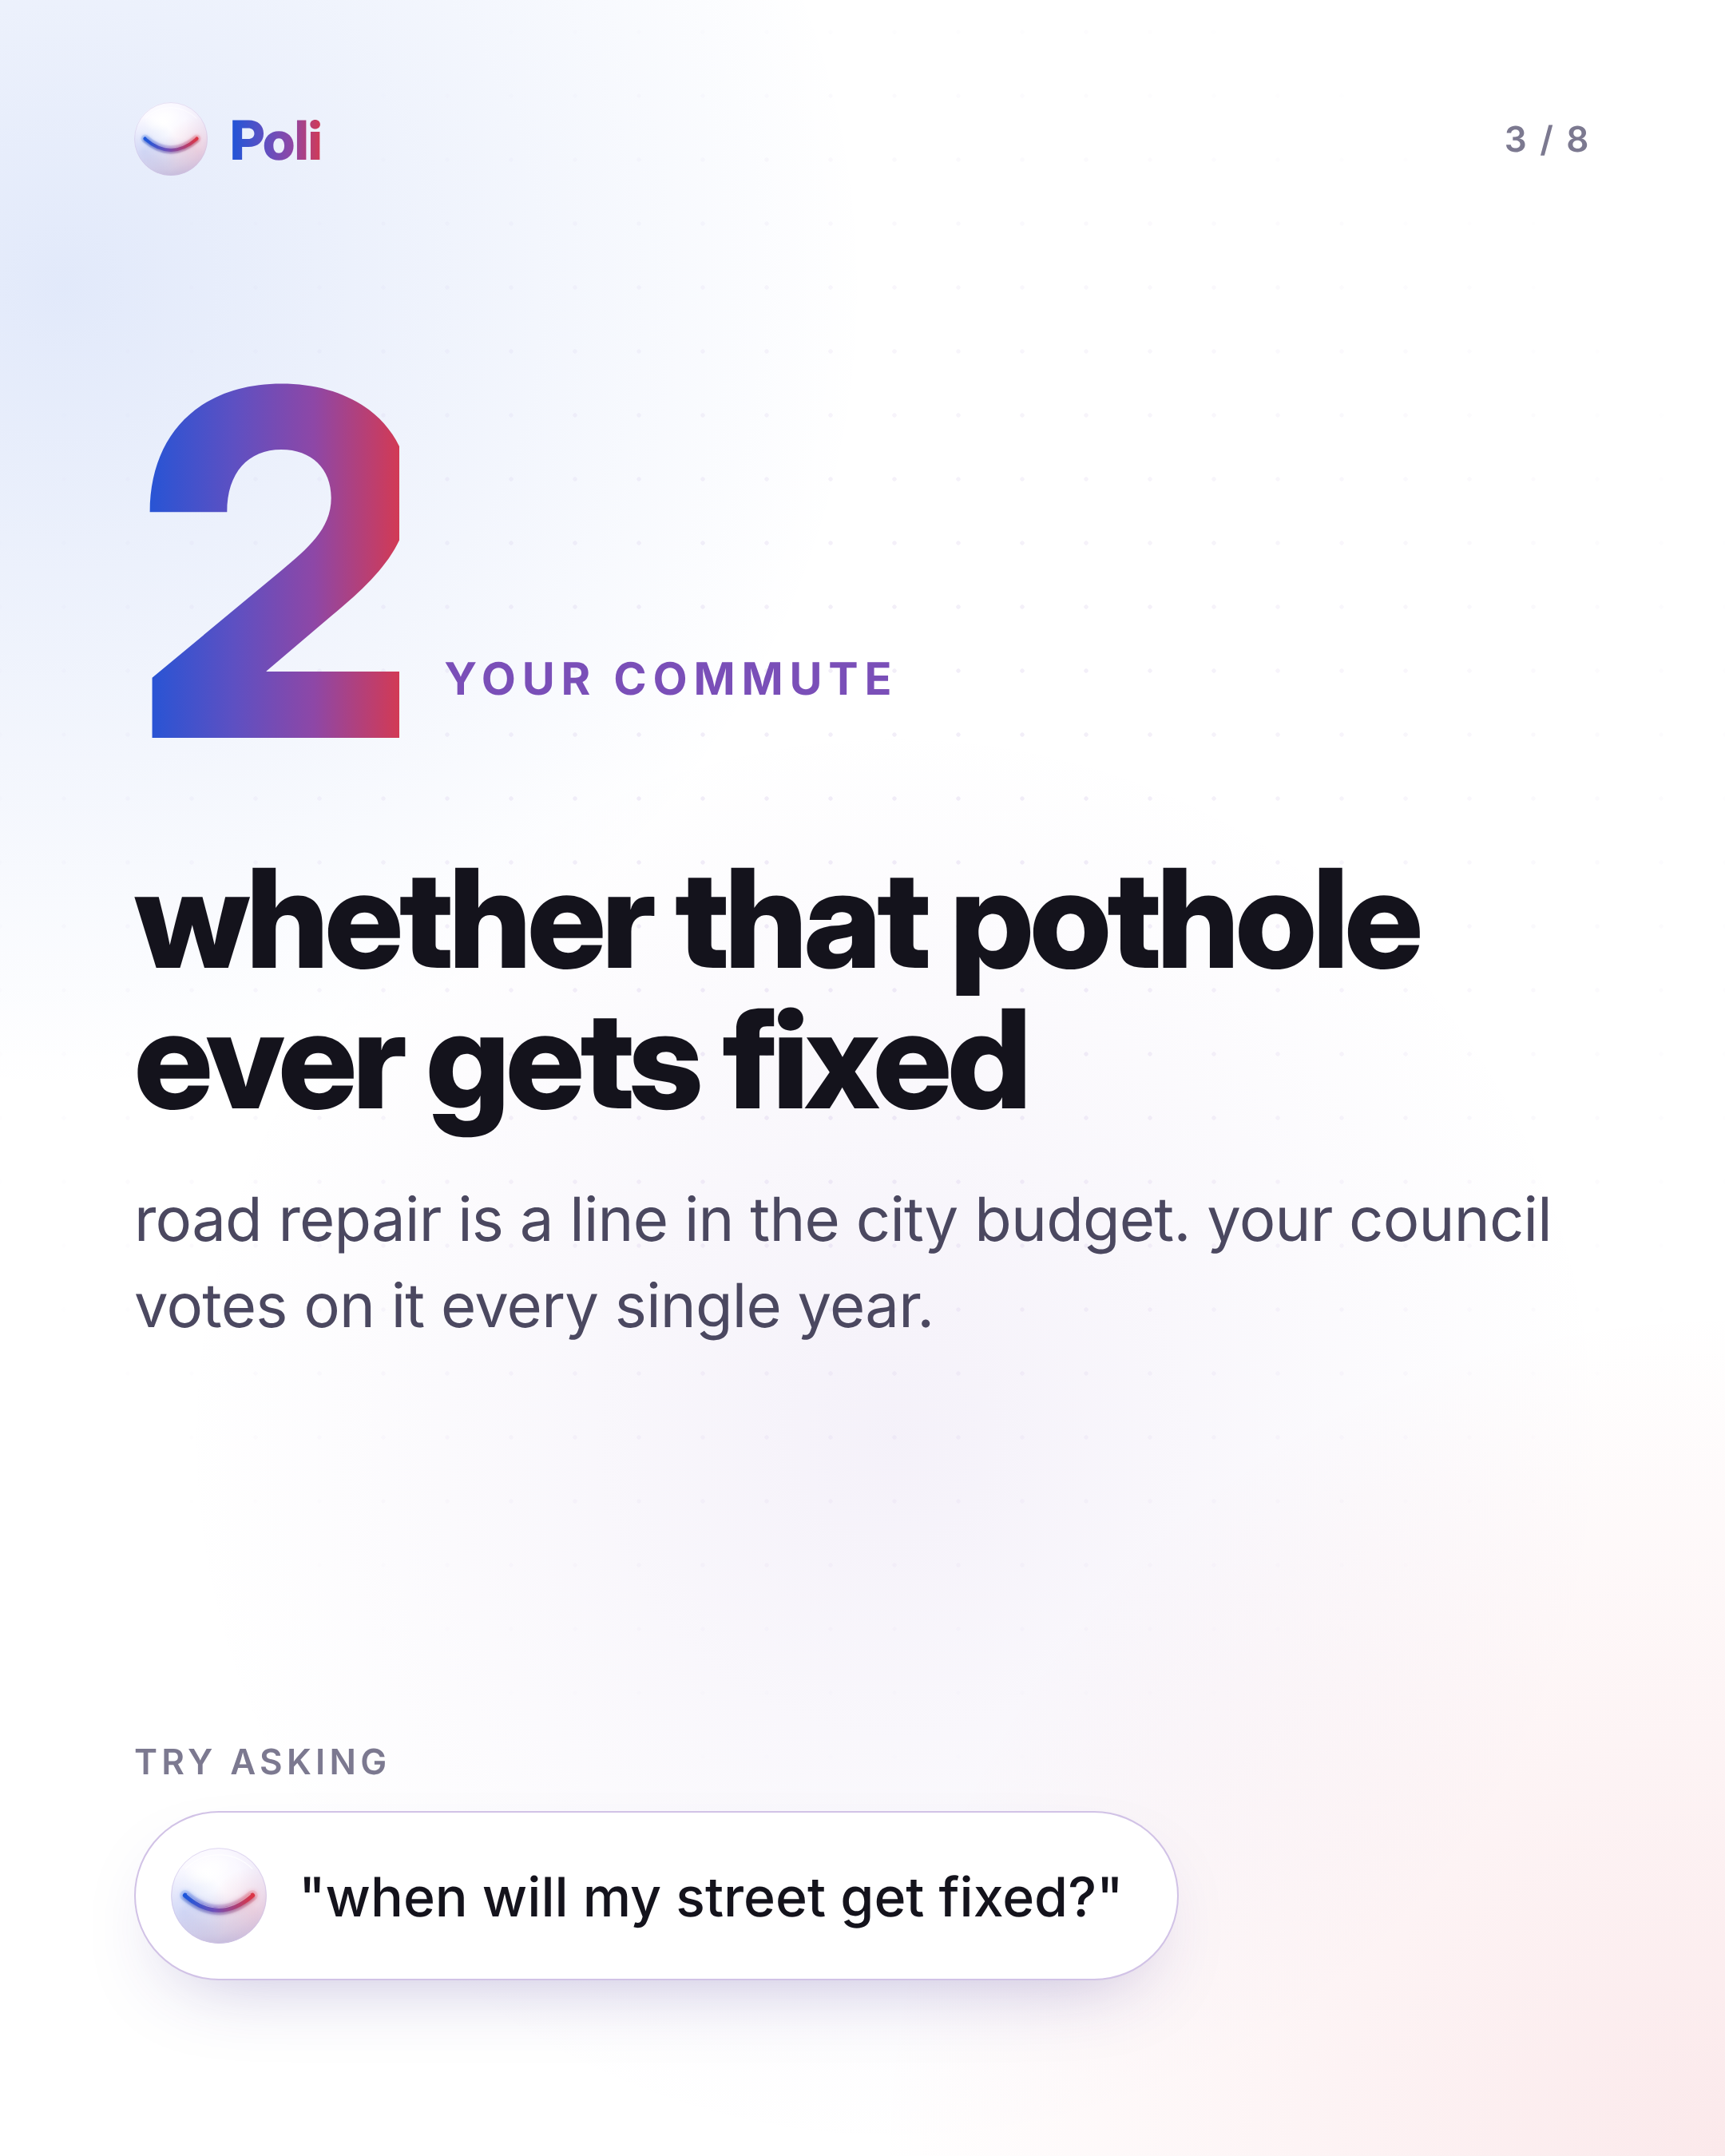 Poli
3 / 8
2
YOUR COMMUTE
whether that pothole
ever gets fixed
road repair is a line in the city budget. your council
votes on it every single year.
TRY ASKING
"when will my street get fixed?"